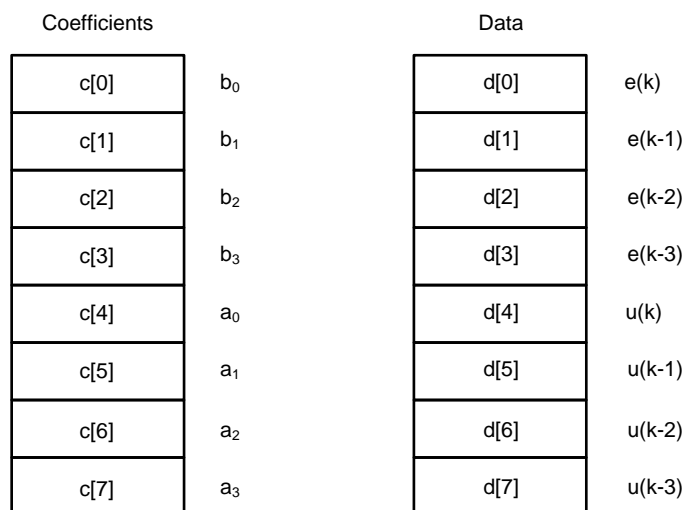 Coefficients Data
c[0] b₀ d[0] e(k)
c[1] b₁ d[1] e(k-1)
c[2] b₂ d[2] e(k-2)
c[3] b₃ d[3] e(k-3)
c[4] a₀ d[4] u(k)
c[5] a₁ d[5] u(k-1)
c[6] a₂ d[6] u(k-2)
c[7] a₃ d[7] u(k-3)